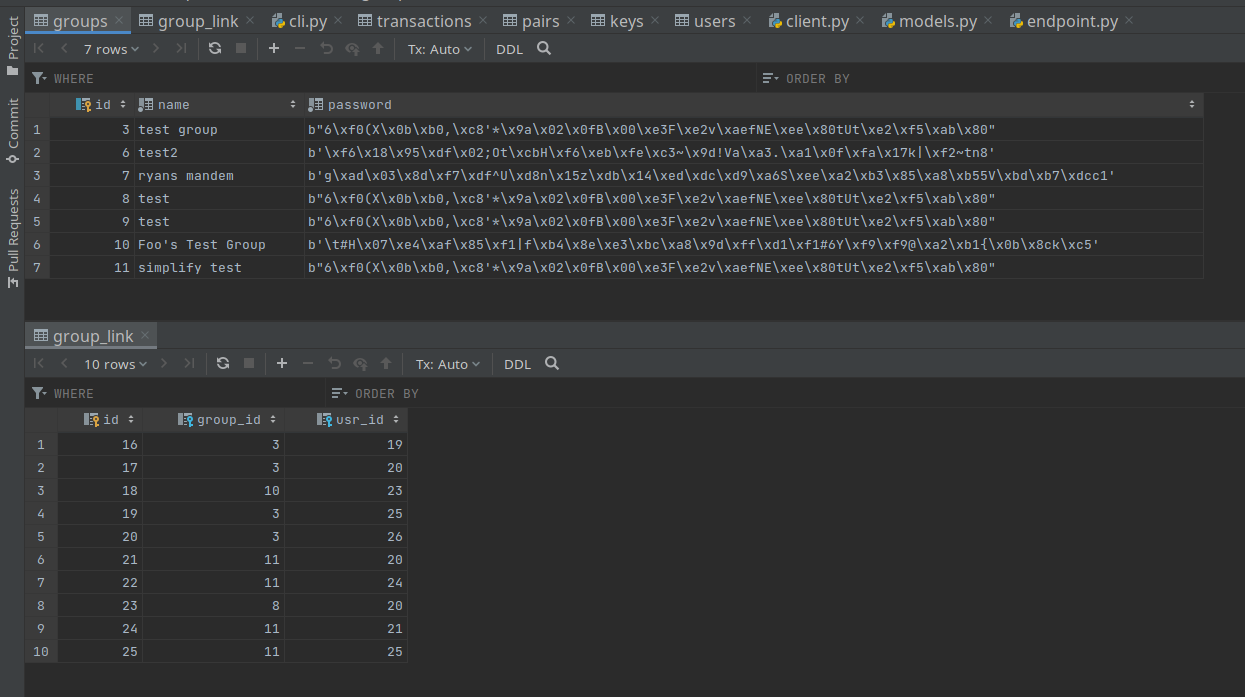 groups group_link cli.py transactions pairs keys users client.py models.py endpoint.py
Project
Commit
Pull Requests
7 rows Tx: Auto DDL
WHERE ORDER BY
id name password
1 3 test group b"6\xf0(X\x0b\xb0,\xc8'*\x9a\x02\x0fB\x00\xe3F\xe2v\xaefNE\xee\x80tUt\xe2\xf5\xab\x80"
2 6 test2 b'\xf6\x18\x95\xdf\x02;Ot\xcbH\xf6\xeb\xfe\xc3~\x9d!Va\xa3.\xa1\x0f\xfa\x17k|\xf2~tn8'
3 7 ryans mandem b'g\xad\x03\x8d\xf7\xdf^U\xd8n\x15z\xdb\x14\xed\xdc\xd9\xa6S\xee\xa2\xb3\x85\xa8\xb55V\xbd\xb7\xdcc1'
4 8 test b"6\xf0(X\x0b\xb0,\xc8'*\x9a\x02\x0fB\x00\xe3F\xe2v\xaefNE\xee\x80tUt\xe2\xf5\xab\x80"
5 9 test b"6\xf0(X\x0b\xb0,\xc8'*\x9a\x02\x0fB\x00\xe3F\xe2v\xaefNE\xee\x80tUt\xe2\xf5\xab\x80"
6 10 Foo's Test Group b'\t#H\x07\xe4\xaf\x85\xf1|f\xb4\x8e\xe3\xbc\xa8\x9d\xff\xd1\xf1#6Y\xf9\xf9@\xa2\xb1{\x0b\x8ck\xc5'
7 11 simplify test b"6\xf0(X\x0b\xb0,\xc8'*\x9a\x02\x0fB\x00\xe3F\xe2v\xaefNE\xee\x80tUt\xe2\xf5\xab\x80"
group_link
10 rows Tx: Auto DDL
WHERE ORDER BY
id group_id usr_id
1 16 3 19
2 17 3 20
3 18 10 23
4 19 3 25
5 20 3 26
6 21 11 20
7 22 11 24
8 23 8 20
9 24 11 21
10 25 11 25